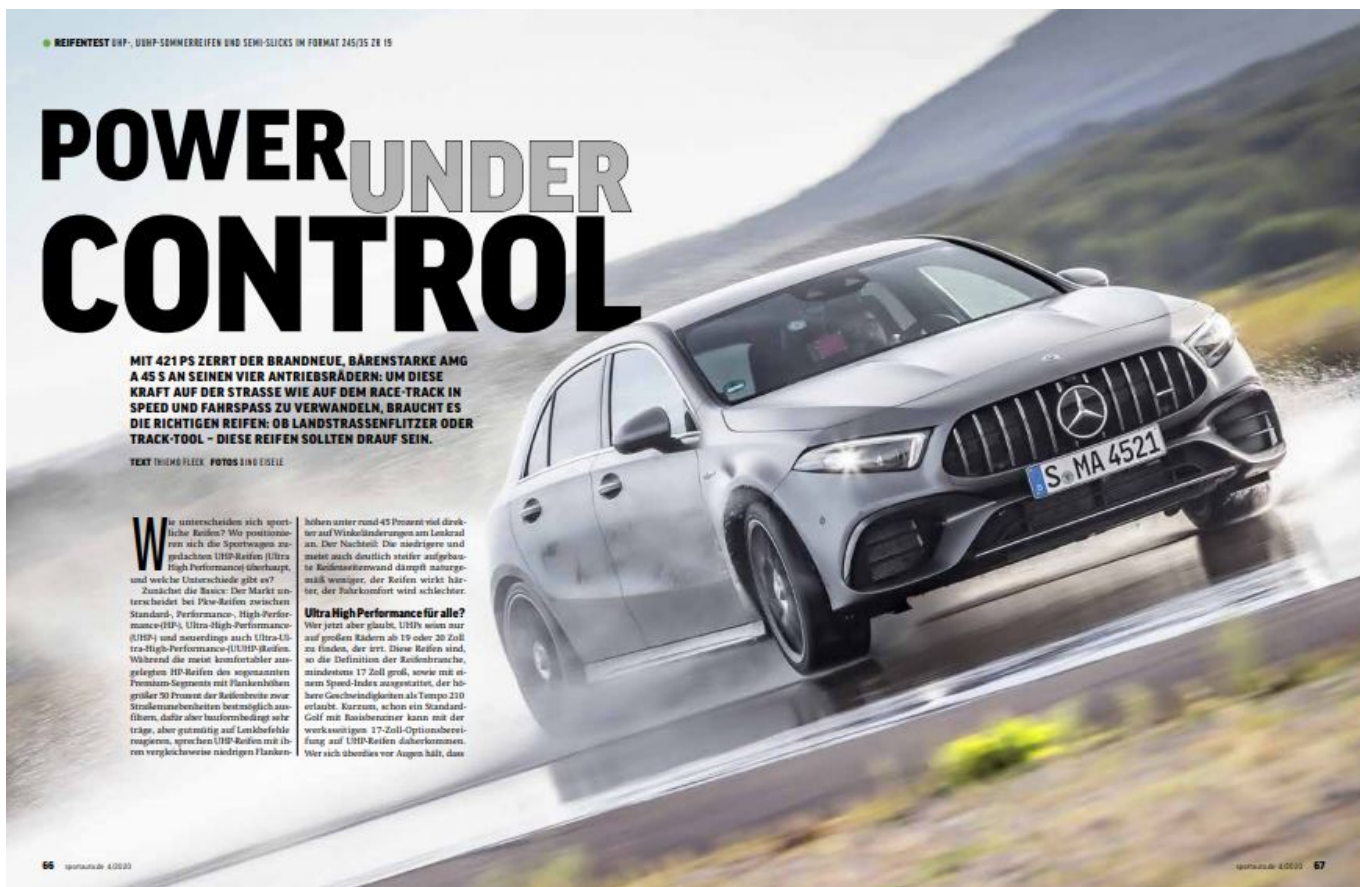 REIFENTEST UHP-, UUHP-SOMMERREIFEN UND SEMI-SLICKS IM FORMAT 245/35 ZR 19
POWER UNDER
CONTROL
MIT 421 PS ZERRT DER BRANDNEUE, BÄRENSTARKE AMG
A 45 S AN SEINEN VIER ANTRIEBSRÄDERN: UM DIESE
KRAFT AUF DER STRASSE WIE AUF DEM RACE-TRACK IN
SPEED UND FAHRSPASS ZU VERWANDELN, BRAUCHT ES
DIE RICHTIGEN REIFEN: OB LANDSTRASSENFLITZER ODER
TRACK-TOOL – DIESE REIFEN SOLLTEN DRAUF SEIN.
TEXT THIEMO FLECK FOTOS DINO EISELE
Wie unterscheiden sich sport-
liche Reifen? Wo positionie-
ren sich die Sportwagen zu-
gedachten UHP-Reifen (Ultra
High Performance) überhaupt,
und welche Unterschiede gibt es?
Zunächst die Basics: Der Markt un-
terscheidet bei Pkw-Reifen zwischen
Standard-, Performance-, High-Perfor-
mance-(HP-), Ultra-High-Performance-
(UHP-) und neuerdings auch Ultra-Ul-
tra-High-Performance-(UUHP-)Reifen.
Während die meist komfortabler aus-
gelegten HP-Reifen des sogenannten
Premium-Segments mit Flankenhöhen
größer 50 Prozent der Reifenbreite zwar
Straßenunebenheiten bestmöglich aus-
filtern, dafür aber bauformbedingt sehr
träge, aber gutmütig auf Lenkbefehle
reagieren, sprechen UHP-Reifen mit ih-
ren vergleichsweise niedrigen Flanken-
höhen unter rund 45 Prozent viel direk-
ter auf Winkeländerungen am Lenkrad
an. Der Nachteil: Die niedrigere und
meist auch deutlich steifer aufgebau-
te Reifenseitenwand dämpft naturge-
mäß weniger, der Reifen wirkt här-
ter, der Fahrkomfort wird schlechter.
Ultra High Performance für alle?
Wer jetzt aber glaubt, UHPs seien nur
auf großen Rädern ab 19 oder 20 Zoll
zu finden, der irrt. Diese Reifen sind,
so die Definition der Reifenbranche,
mindestens 17 Zoll groß, sowie mit ei-
nem Speed-Index ausgestattet, der hö-
here Geschwindigkeiten als Tempo 210
erlaubt. Kurzum, schon ein Standard-
Golf mit Basisbenziner kann mit der
werksseitigen 17-Zoll-Optionsberei-
fung auf UHP-Reifen daherkommen.
Wer sich überdies vor Augen hält, dass
S MA 4521
66 sportauto.de 4/2020
sportauto.de 4/2020 67